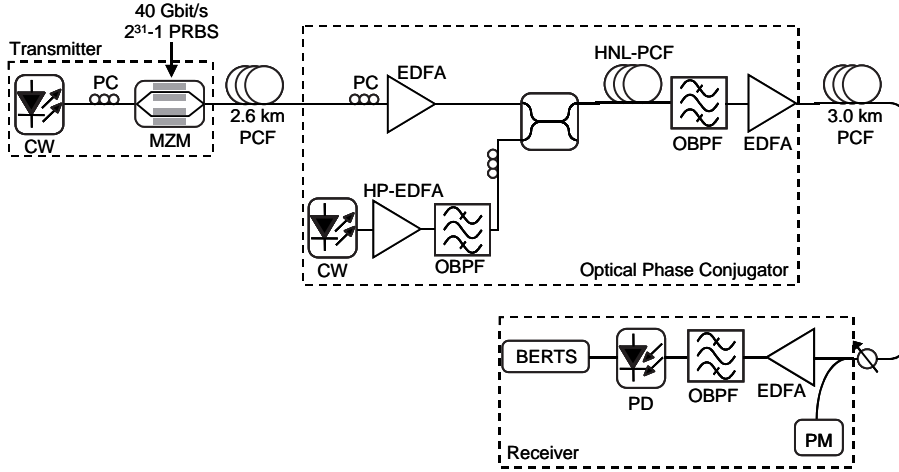 40 Gbit/s
2³¹-1 PRBS
Transmitter
PC
CW
MZM
2.6 km
PCF
PC
EDFA
HNL-PCF
OBPF
EDFA
3.0 km
PCF
HP-EDFA
CW
OBPF
Optical Phase Conjugator
BERTS
PD
OBPF
EDFA
PM
Receiver